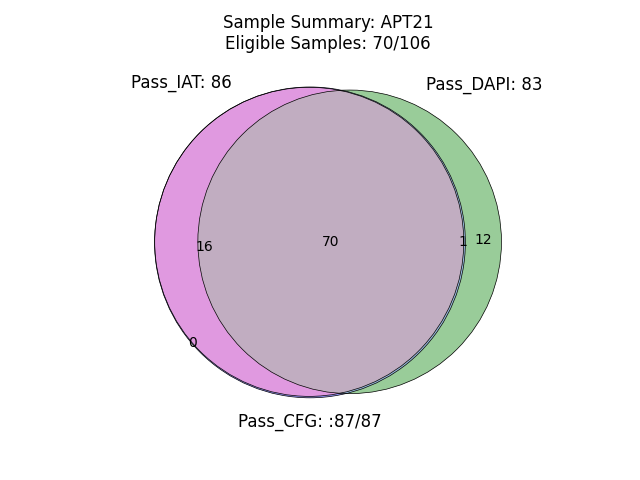 Sample Summary: APT21
Eligible Samples: 70/106
Pass_IAT: 86
Pass_DAPI: 83
16
70
1
12
0
Pass_CFG: :87/87